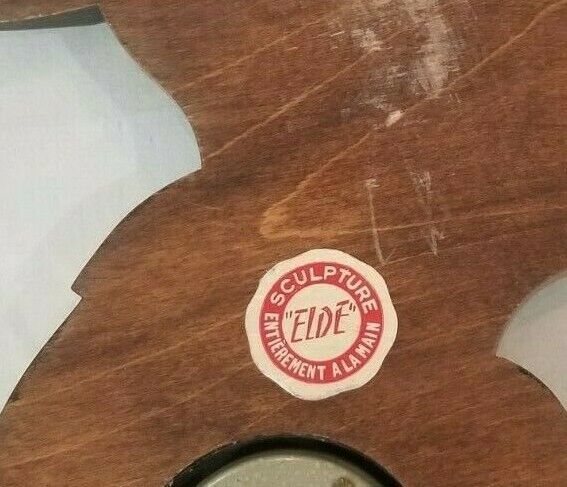 SCULPTURE
"ElDE"
ENTIÈREMENT A LA MAIN